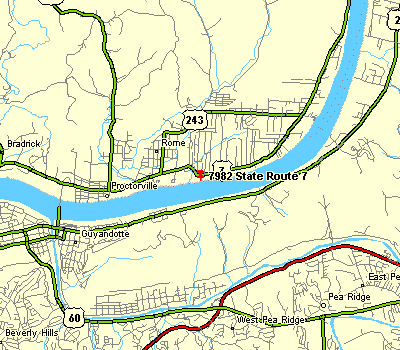 2
243
Bradrick
Rome
7
7982 State Route 7
Proctorville
Guyandotte
East Pe
Pea Ridge
60
West Pea Ridge
Beverly Hills